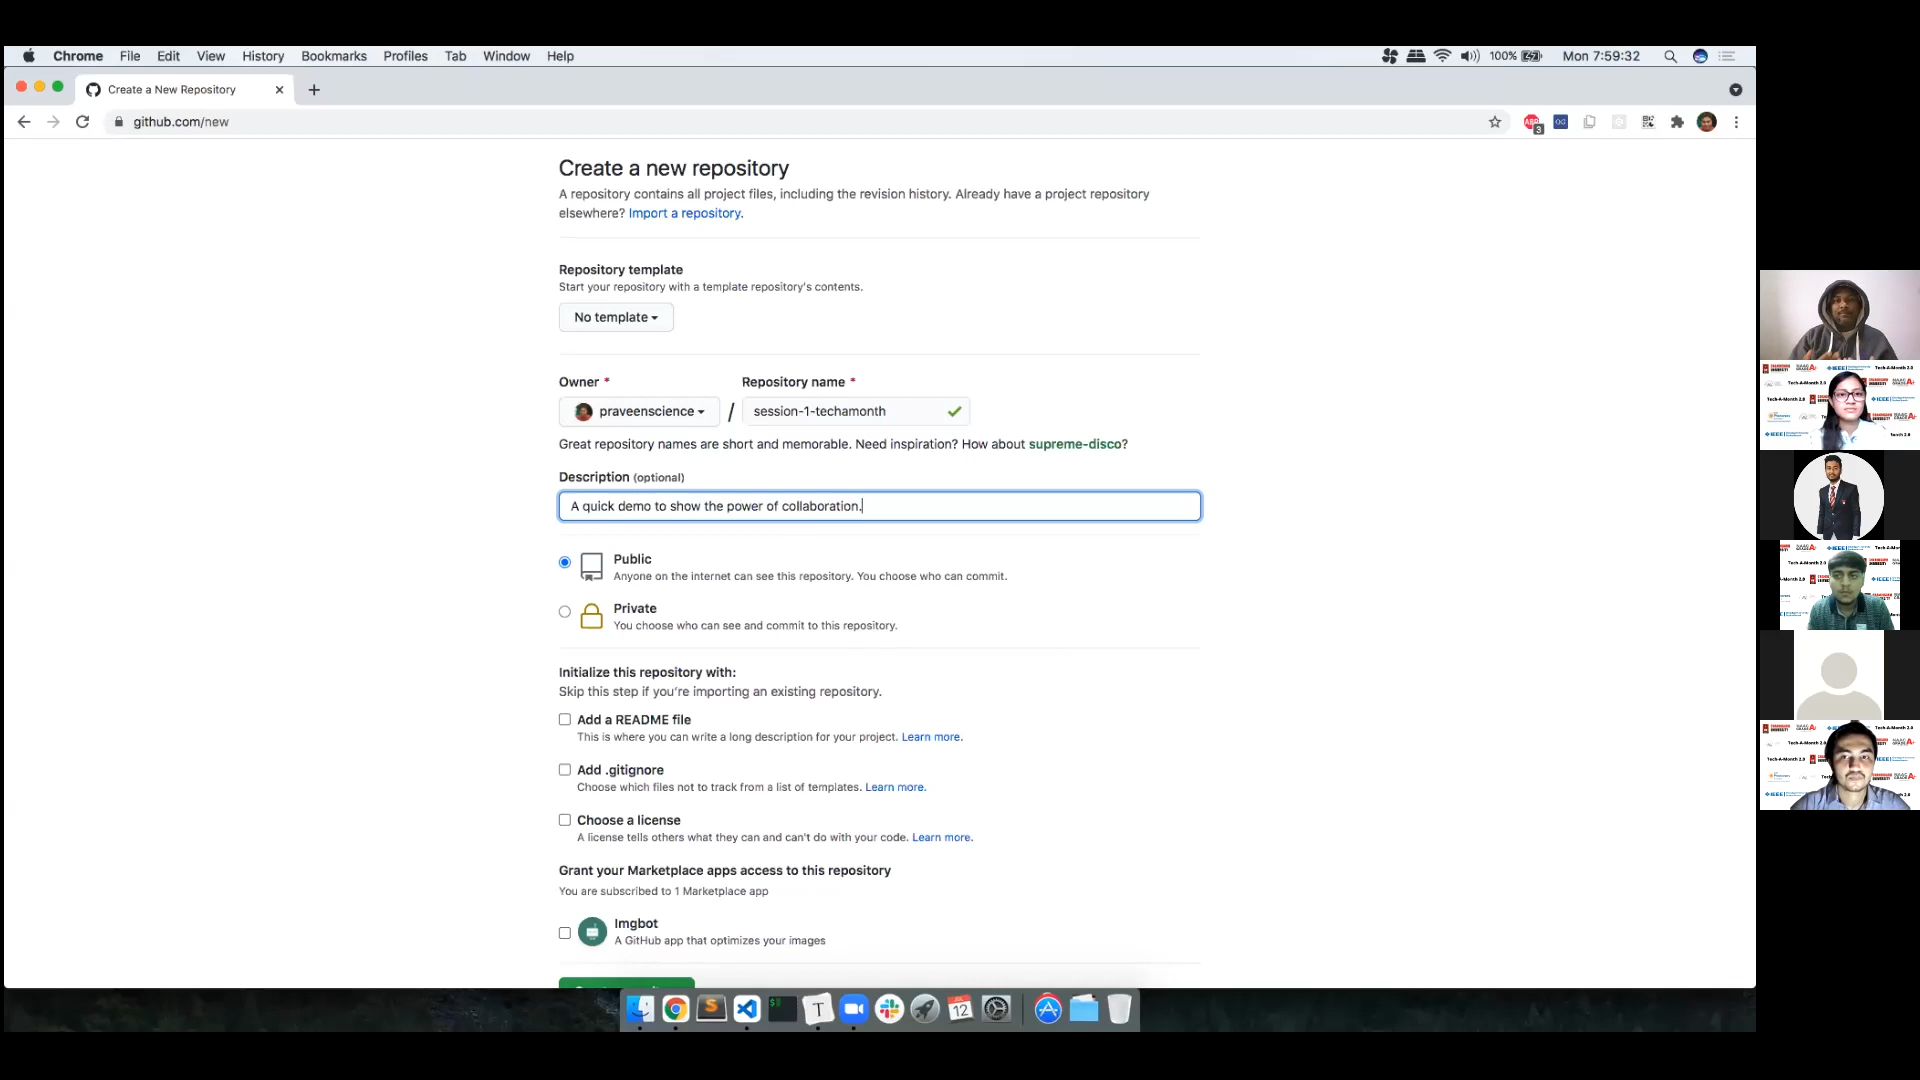 Chrome File Edit View History Bookmarks Profiles Tab Window Help 100% Mon 7:59:32
Create a New Repository
github.com/new
ABP 3
Create a new repository
A repository contains all project files, including the revision history. Already have a project repository
elsewhere? Import a repository.
Repository template
Start your repository with a template repository's contents.
No template
Owner * Repository name *
praveenscience / session-1-techamonth
Great repository names are short and memorable. Need inspiration? How about supreme-disco?
Description (optional)
A quick demo to show the power of collaboration.
Public
Anyone on the internet can see this repository. You choose who can commit.
Private
You choose who can see and commit to this repository.
Initialize this repository with:
Skip this step if you're importing an existing repository.
Add a README file
This is where you can write a long description for your project. Learn more.
Add .gitignore
Choose which files not to track from a list of templates. Learn more.
Choose a license
A license tells others what they can and can't do with your code. Learn more.
Grant your Marketplace apps access to this repository
You are subscribed to 1 Marketplace app
Imgbot
A GitHub app that optimizes your images
JUL
12
Tech-A-Month 2.0
IEEE